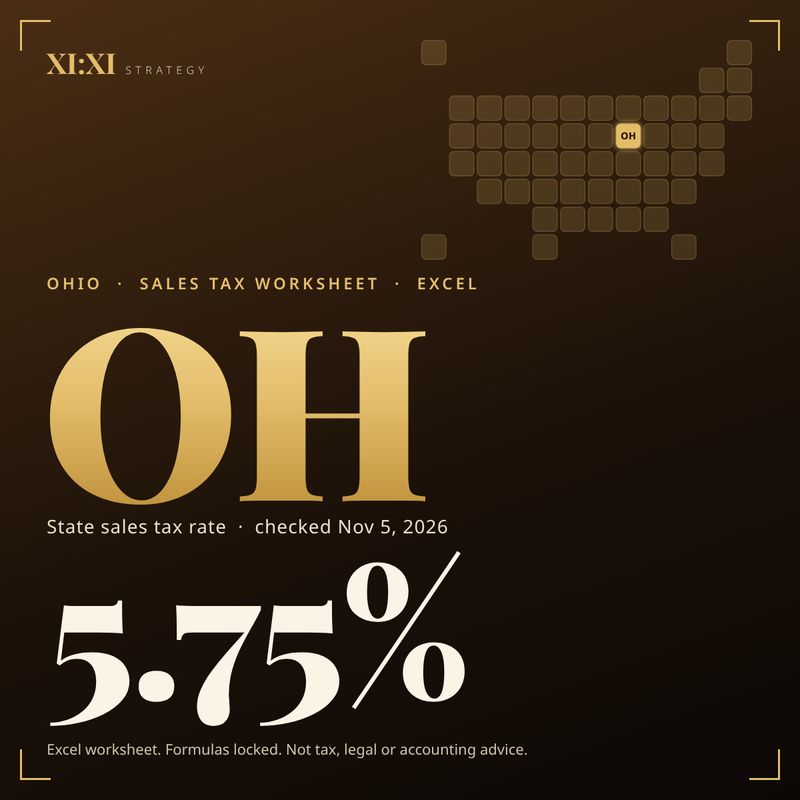 XI:XI STRATEGY
OH
OHIO · SALES TAX WORKSHEET · EXCEL
OH
State sales tax rate · checked Nov 5, 2026
5.75%
Excel worksheet. Formulas locked. Not tax, legal or accounting advice.